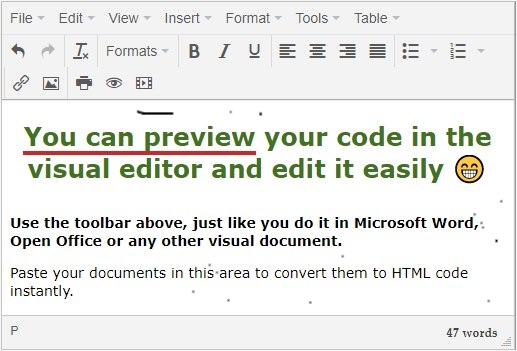 File Edit View Insert Format Tools Table
Formats B I U
You can preview your code in the
visual editor and edit it easily 😁
Use the toolbar above, just like you do it in Microsoft Word,
Open Office or any other visual document.
Paste your documents in this area to convert them to HTML code
instantly.
P 47 words